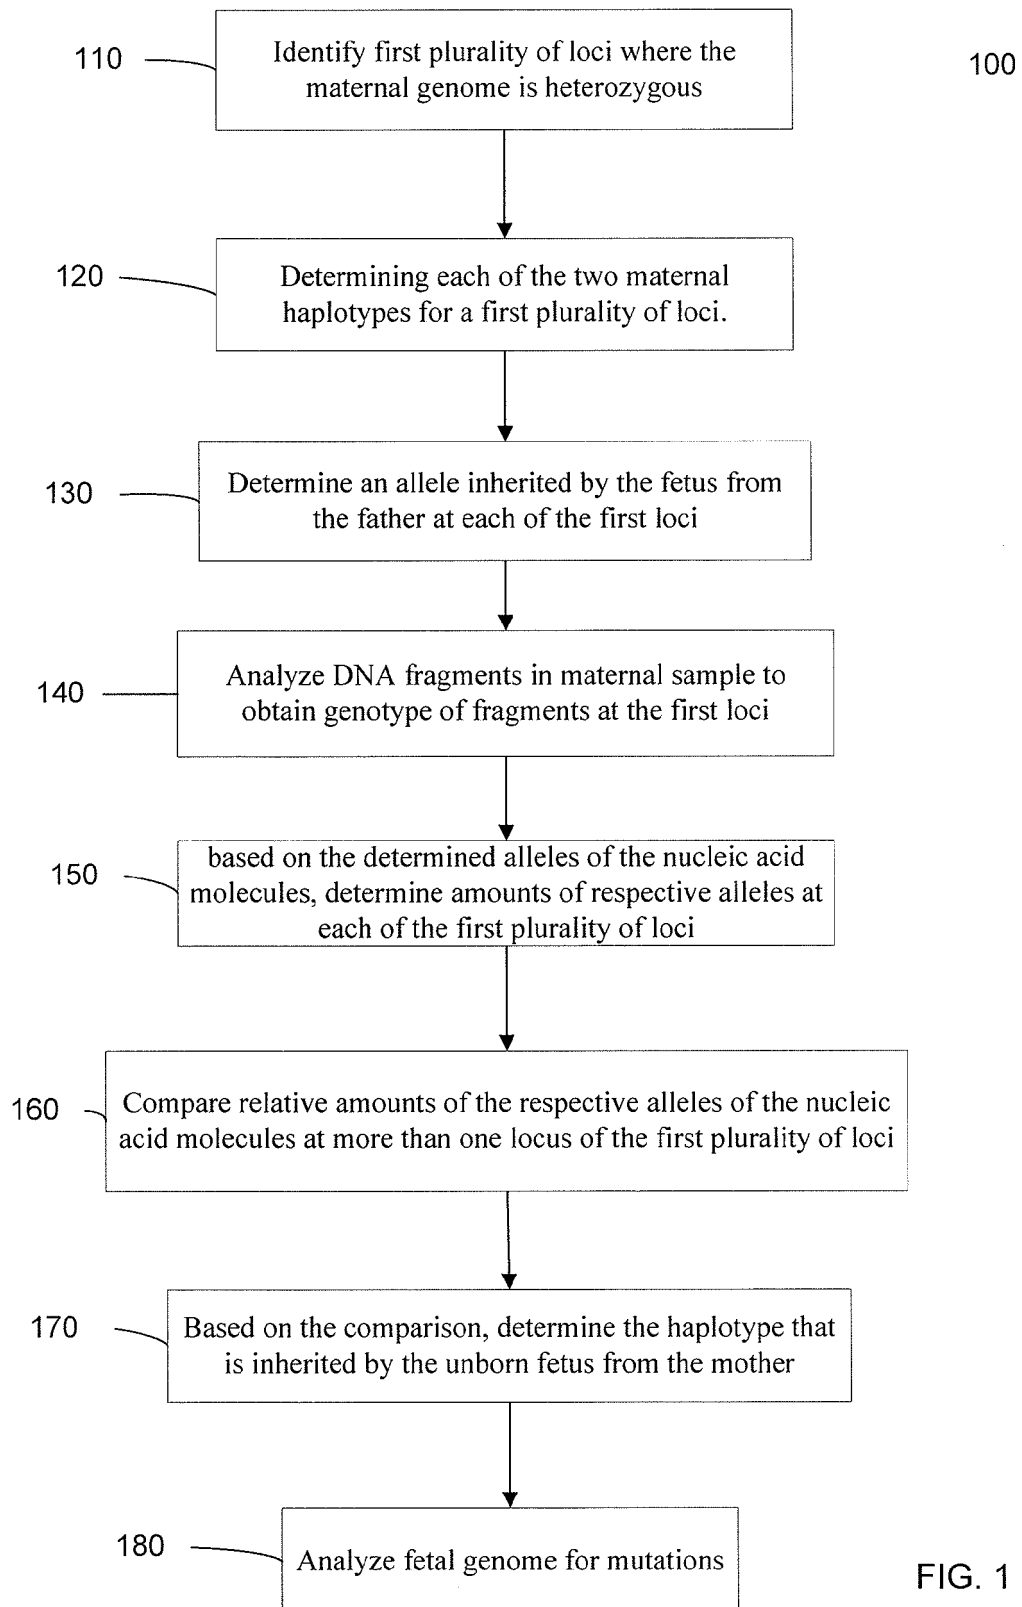 110
Identify first plurality of loci where the
maternal genome is heterozygous
100
120
Determining each of the two maternal
haplotypes for a first plurality of loci.
130
Determine an allele inherited by the fetus from
the father at each of the first loci
140
Analyze DNA fragments in maternal sample to
obtain genotype of fragments at the first loci
150
based on the determined alleles of the nucleic acid
molecules, determine amounts of respective alleles at
each of the first plurality of loci
160
Compare relative amounts of the respective alleles of the nucleic
acid molecules at more than one locus of the first plurality of loci
170
Based on the comparison, determine the haplotype that
is inherited by the unborn fetus from the mother
180
Analyze fetal genome for mutations
FIG. 1